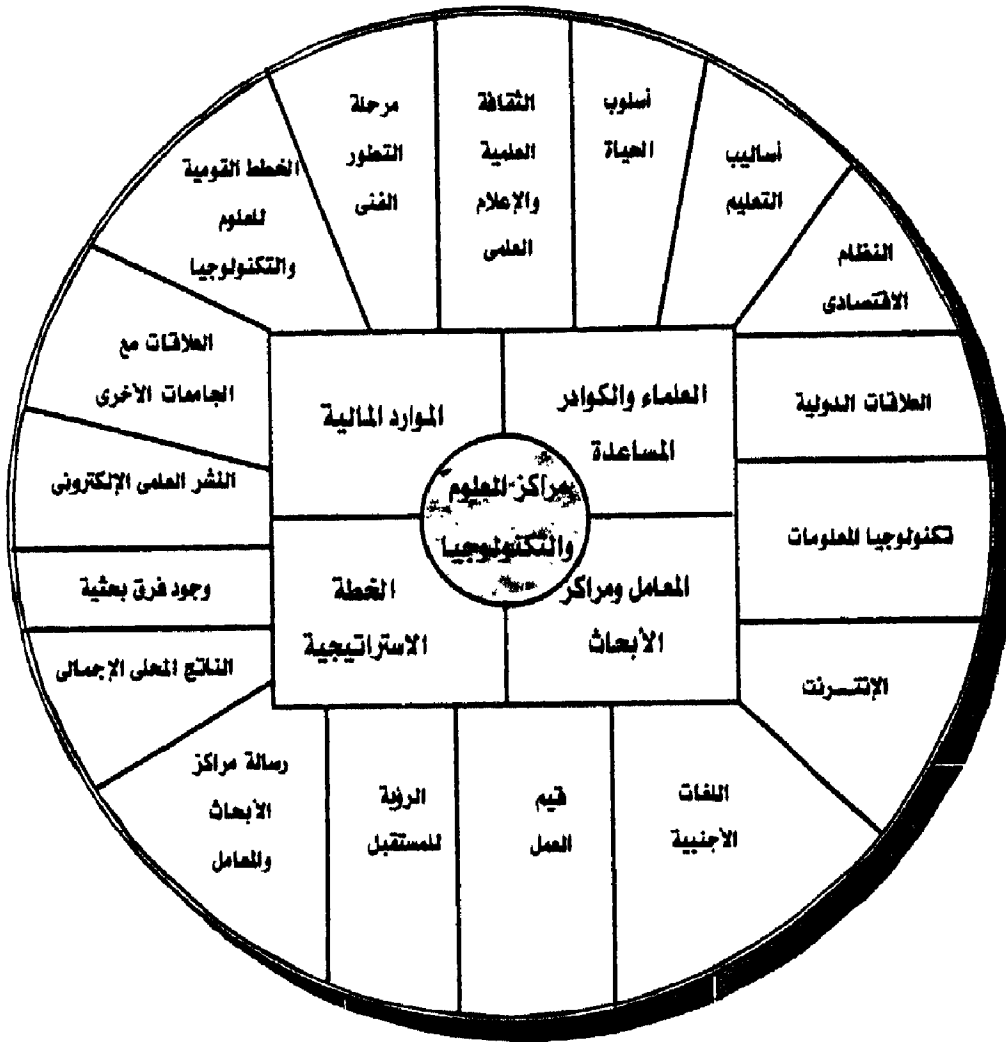 مرحلة
التطور
الفنى
الثقافة
العلمية
والإعلام
العلمى
أسلوب
الحياة
أساليب
التعليم
النظام
الاقتصادى
العلاقات الدولية
تكنولوجيا المعلومات
الإنترنت
اللغات
الأجنبية
قيم
العمل
الرؤية
للمستقبل
رسالة مراكز
الأبحاث
والمعامل
الناتج المحلى الإجمالى
وجود فرق بحثية
النشر العلمى الإلكترونى
العلاقات مع
الجامعات الأخرى
الخطط القومية
للعلوم
والتكنولوجيا
العلماء والكوادر
المساعدة
الموارد المالية
مراكز العلوم
والتكنولوجيا
المعامل ومراكز
الأبحاث
الخطة
الاستراتيجية